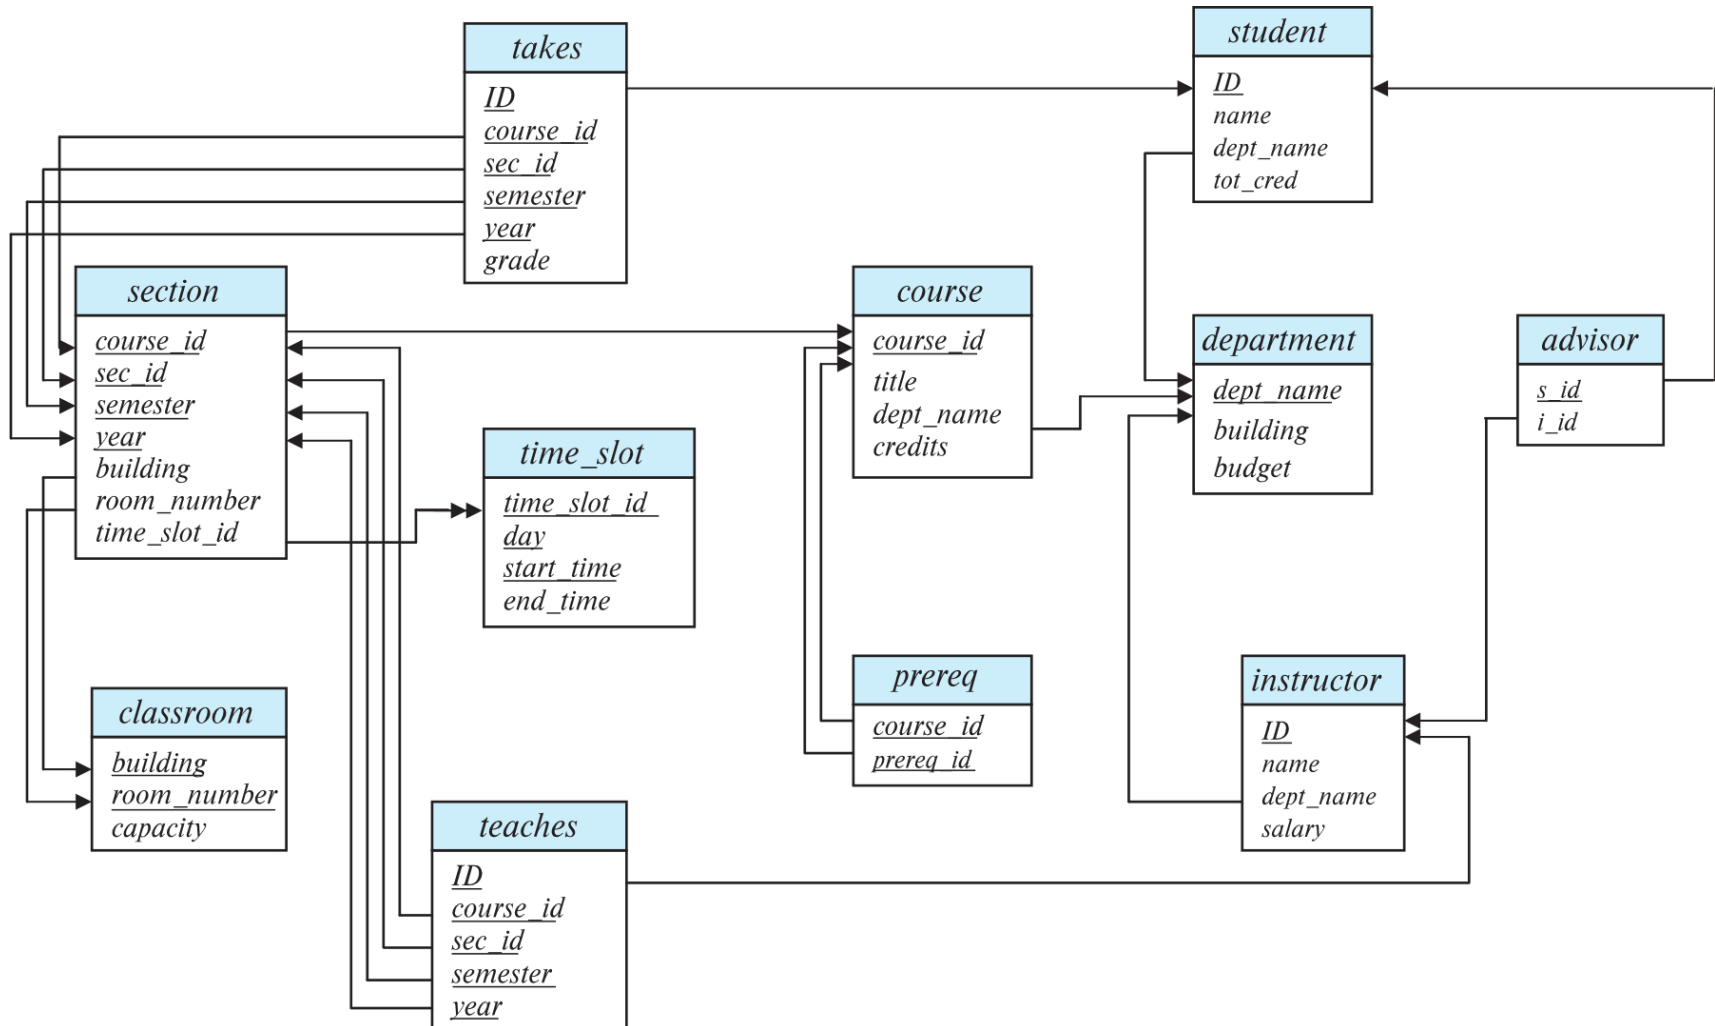 takes
ID
course_id
sec_id
semester
year
grade
student
ID
name
dept_name
tot_cred
section
course_id
sec_id
semester
year
building
room_number
time_slot_id
course
course_id
title
dept_name
credits
department
dept_name
building
budget
advisor
s_id
i_id
time_slot
time_slot_id
day
start_time
end_time
prereq
course_id
prereq_id
instructor
ID
name
dept_name
salary
classroom
building
room_number
capacity
teaches
ID
course_id
sec_id
semester
year